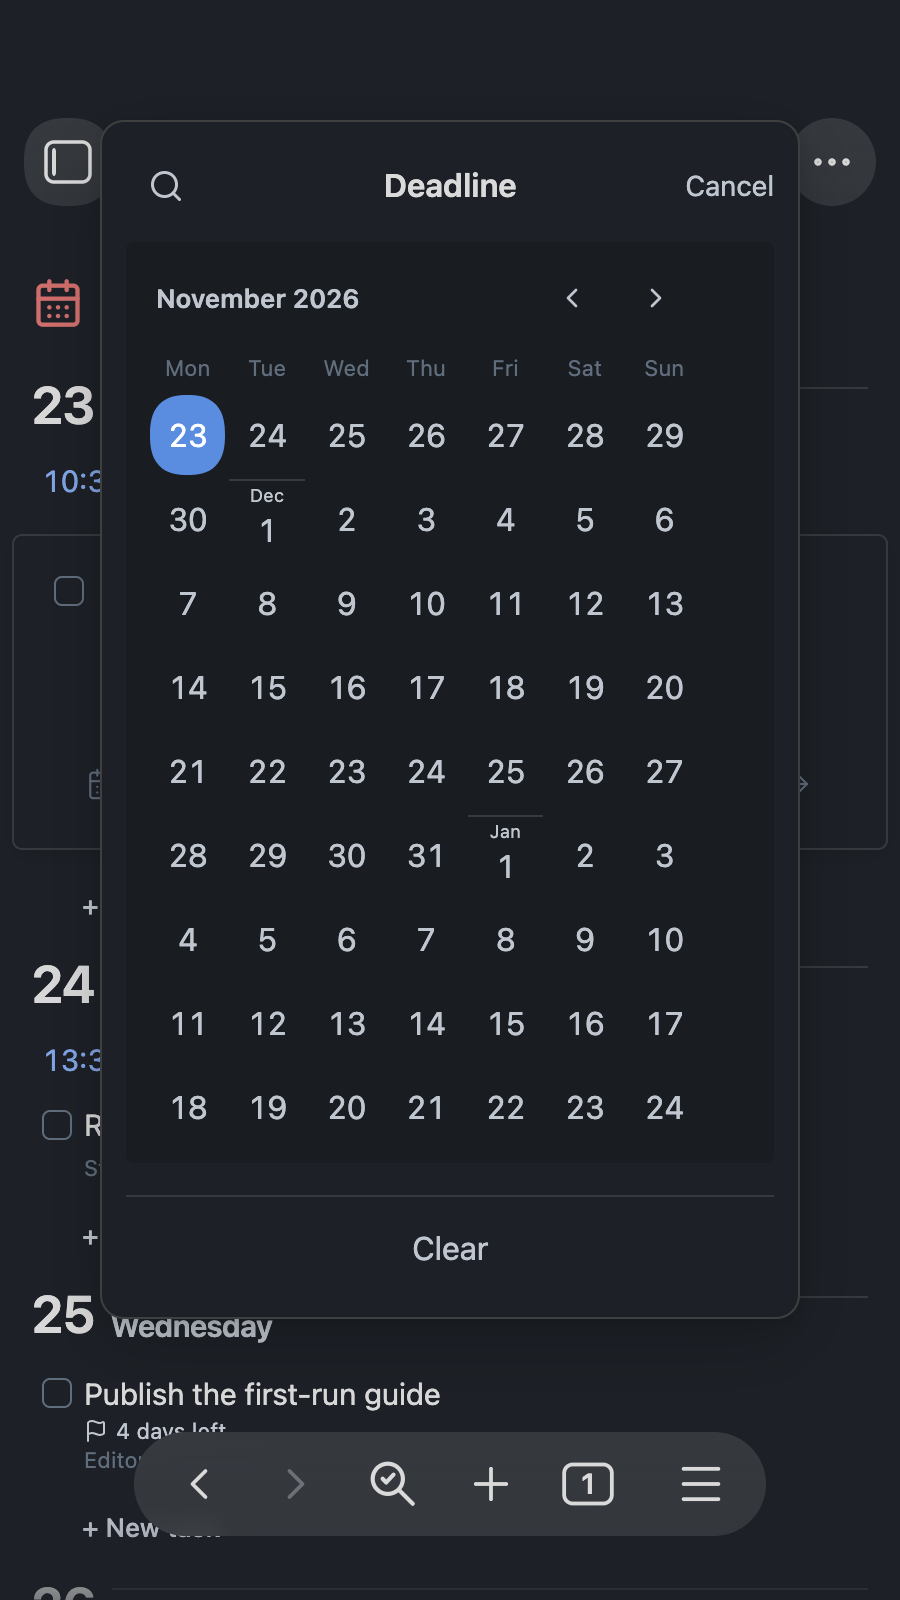 Deadline
Cancel
November 2026
Mon Tue Wed Thu Fri Sat Sun
23 24 25 26 27 28 29
Dec
30 1 2 3 4 5 6
7 8 9 10 11 12 13
14 15 16 17 18 19 20
21 22 23 24 25 26 27
Jan
28 29 30 31 1 2 3
4 5 6 7 8 9 10
11 12 13 14 15 16 17
18 19 20 21 22 23 24
Clear
23
24
25 Wednesday
Publish the first-run guide
4 days left
+ New task
1